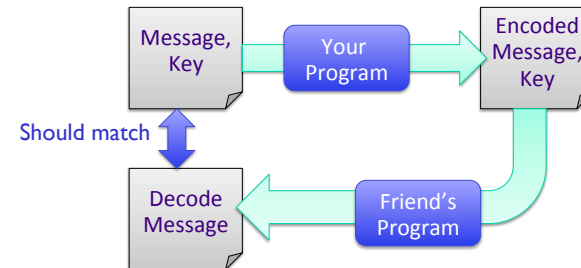 Message,
Key
Your
Program
Encoded
Message,
Key
Should match
Decode
Message
Friend's
Program